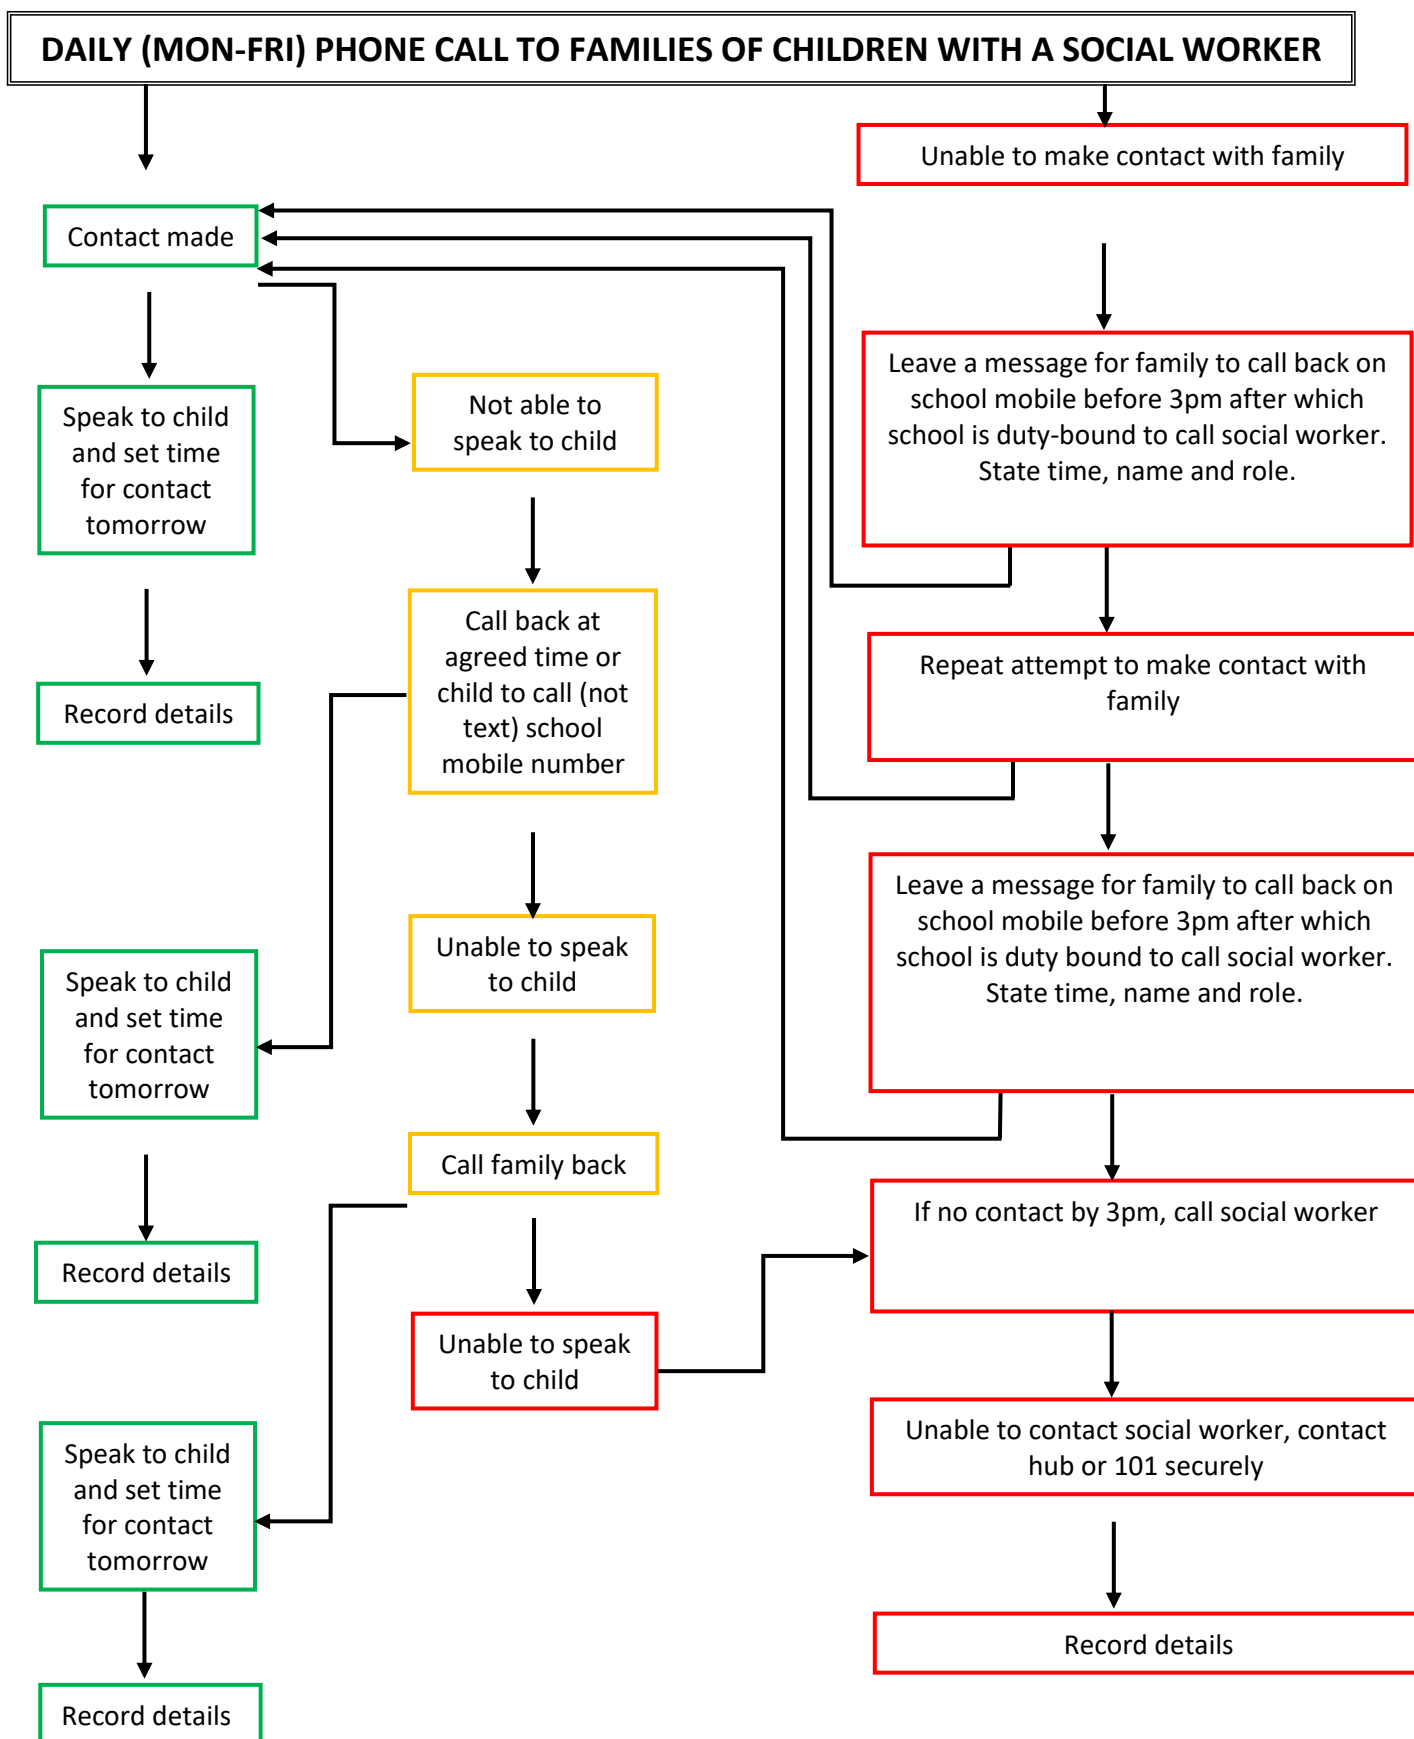 DAILY (MON-FRI) PHONE CALL TO FAMILIES OF CHILDREN WITH A SOCIAL WORKER
Contact made
Speak to child
and set time
for contact
tomorrow
Record details
Speak to child
and set time
for contact
tomorrow
Record details
Speak to child
and set time
for contact
tomorrow
Record details
Not able to
speak to child
Call back at
agreed time or
child to call (not
text) school
mobile number
Unable to speak
to child
Call family back
Unable to speak
to child
Unable to make contact with family
Leave a message for family to call back on
school mobile before 3pm after which
school is duty-bound to call social worker.
State time, name and role.
Repeat attempt to make contact with
family
Leave a message for family to call back on
school mobile before 3pm after which
school is duty bound to call social worker.
State time, name and role.
If no contact by 3pm, call social worker
Unable to contact social worker, contact
hub or 101 securely
Record details